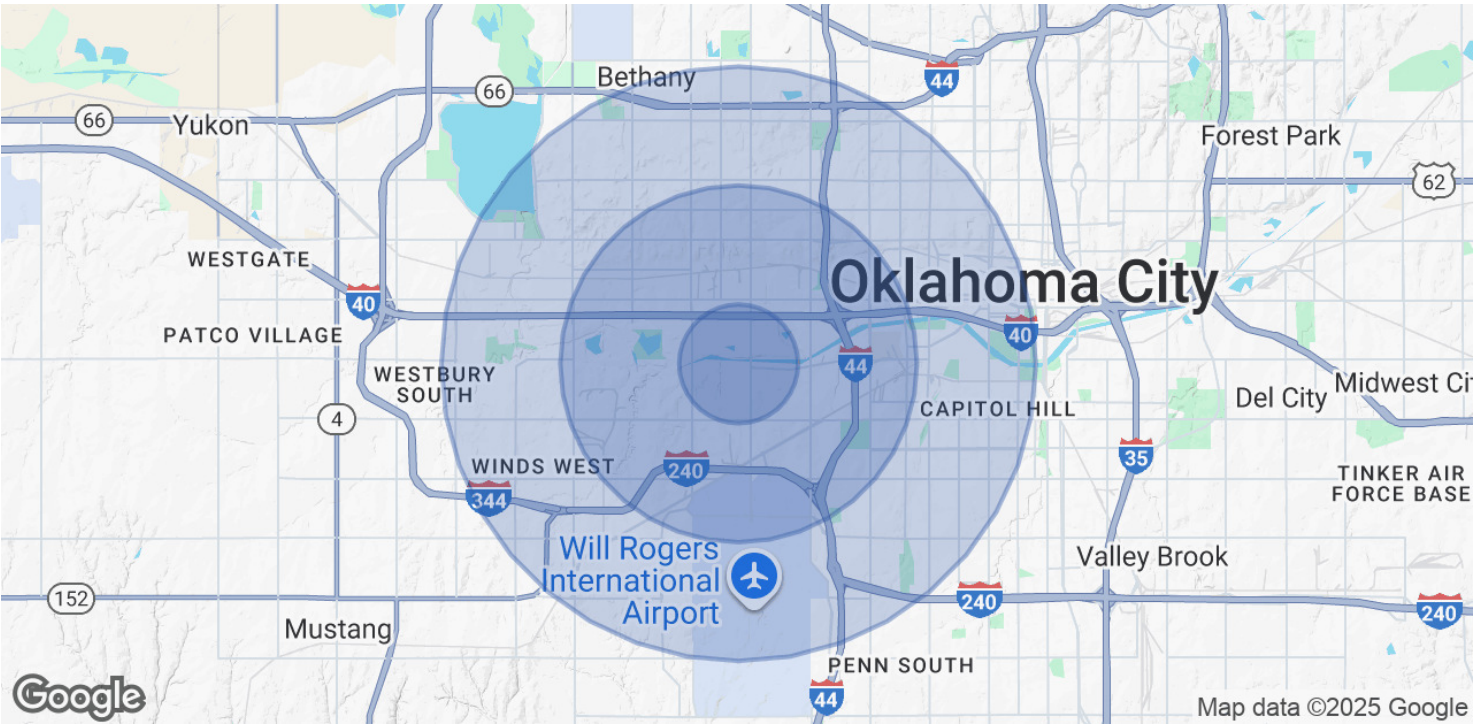 Bethany
44
66
66
Yukon
Forest Park
62
WESTGATE
Oklahoma City
40
PATCO VILLAGE
40
44
WESTBURY
SOUTH
Midwest Cit
Del City
4
CAPITOL HILL
35
WINDS WEST
240
TINKER AIR
FORCE BASE
344
Will Rogers
International
Airport
Valley Brook
152
240
240
Mustang
PENN SOUTH
44
Google
Map data ©2025 Google